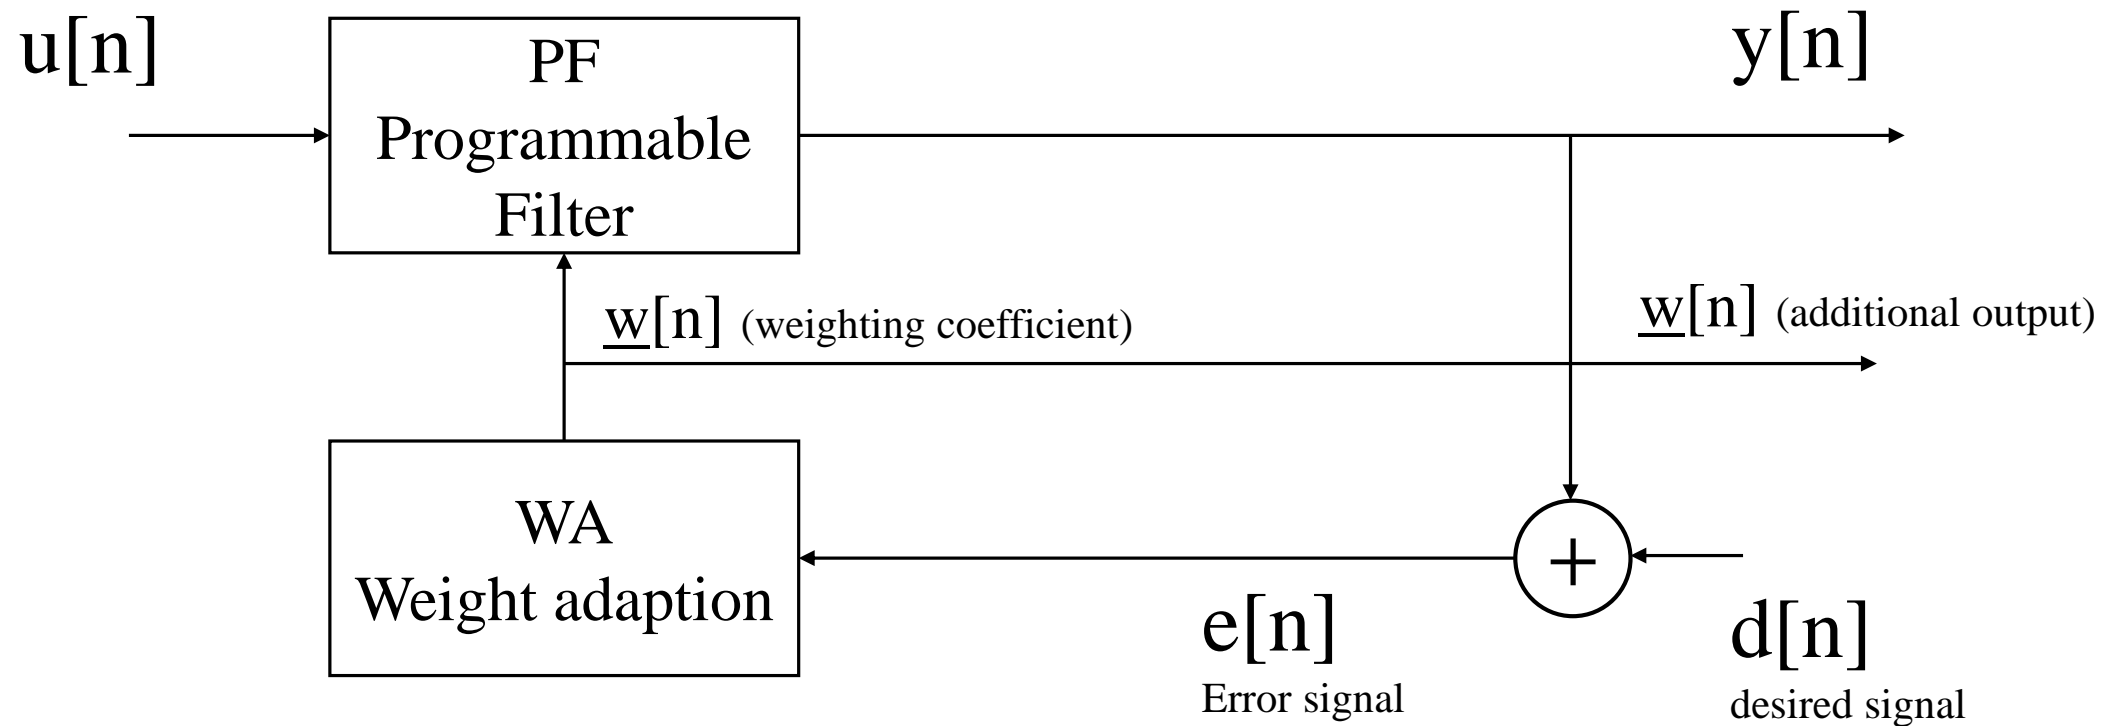 u[n]
PF
Programmable
Filter
y[n]
w[n] (weighting coefficient)
w[n] (additional output)
WA
Weight adaption
+
e[n]
Error signal
d[n]
desired signal